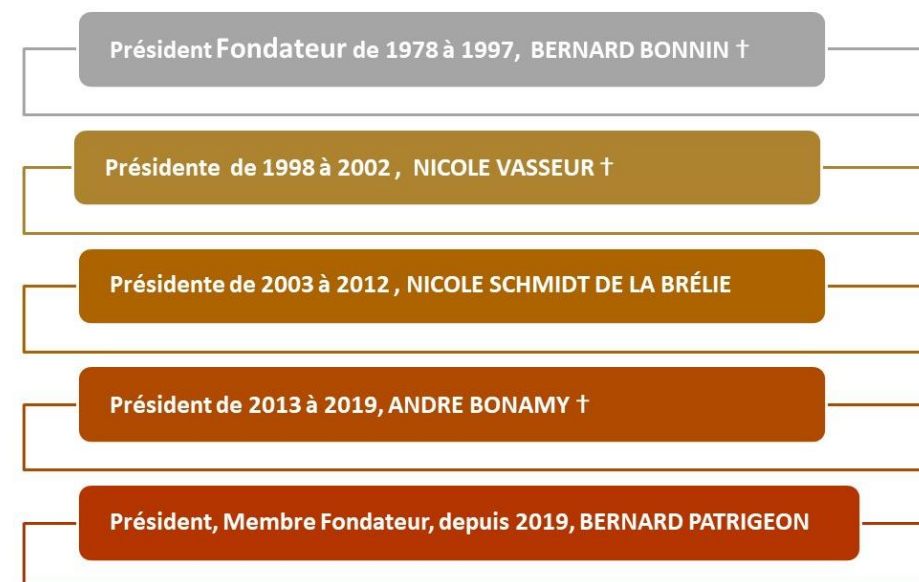 Président Fondateur de 1978 à 1997, BERNARD BONNIN †
Présidente de 1998 à 2002 , NICOLE VASSEUR †
Présidente de 2003 à 2012 , NICOLE SCHMIDT DE LA BRÉLIE
Président de 2013 à 2019, ANDRE BONAMY †
Président, Membre Fondateur, depuis 2019, BERNARD PATRIGEON